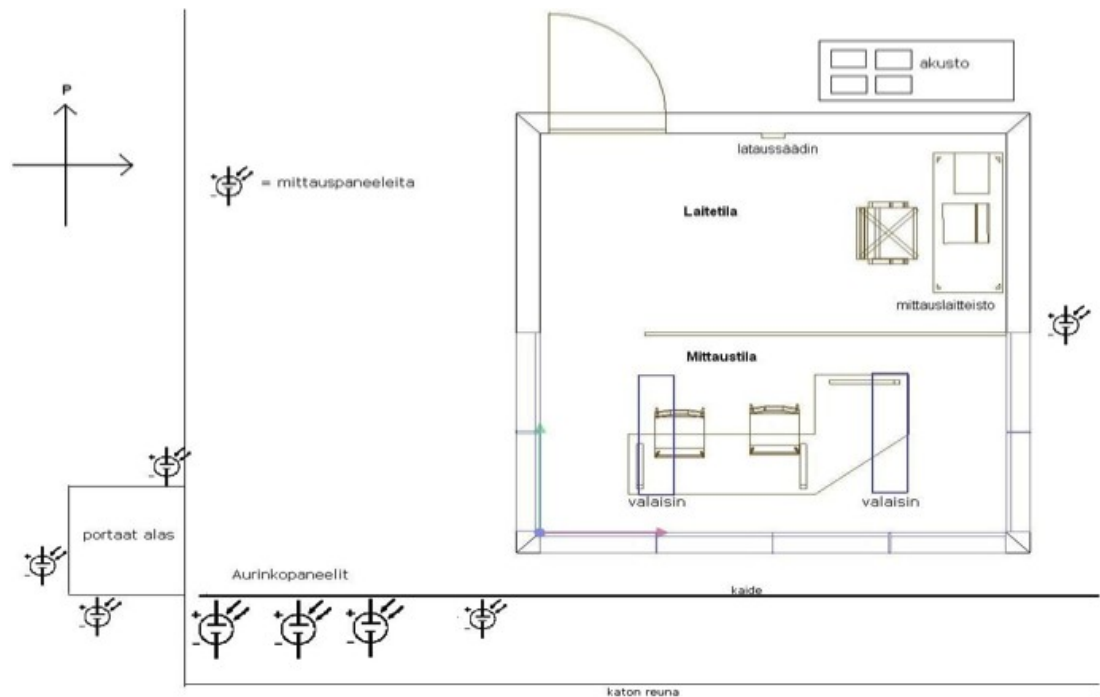 P
= mittauspaneeleita
akusto
lataussäädin
Laitetila
mittauslaitteisto
Mittaustila
valaisin
valaisin
portaat alas
Aurinkopaneelit
kaide
katon reuna